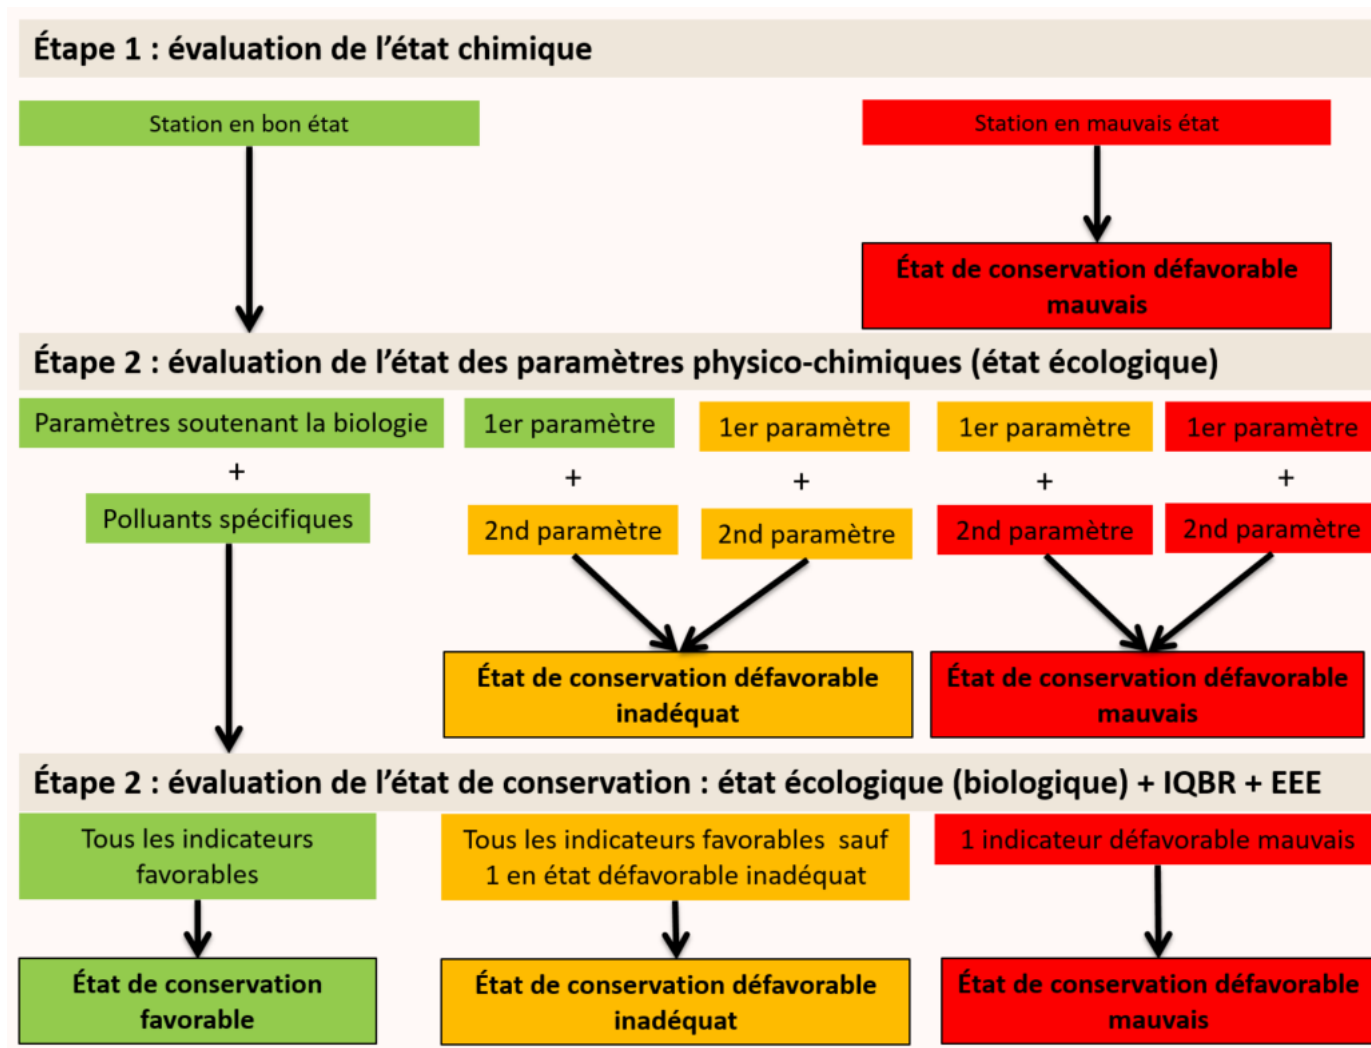 Étape 1 : évaluation de l'état chimique
Station en bon état
Station en mauvais état
État de conservation défavorable
mauvais
Étape 2 : évaluation de l'état des paramètres physico-chimiques (état écologique)
Paramètres soutenant la biologie
+
Polluants spécifiques
1er paramètre
+
2nd paramètre
1er paramètre
+
2nd paramètre
1er paramètre
+
2nd paramètre
1er paramètre
+
2nd paramètre
État de conservation défavorable
inadéquat
État de conservation défavorable
mauvais
Étape 2 : évaluation de l'état de conservation : état écologique (biologique) + IQBR + EEE
Tous les indicateurs
favorables
Tous les indicateurs favorables sauf
1 en état défavorable inadéquat
1 indicateur défavorable mauvais
État de conservation
favorable
État de conservation défavorable
inadéquat
État de conservation défavorable
mauvais